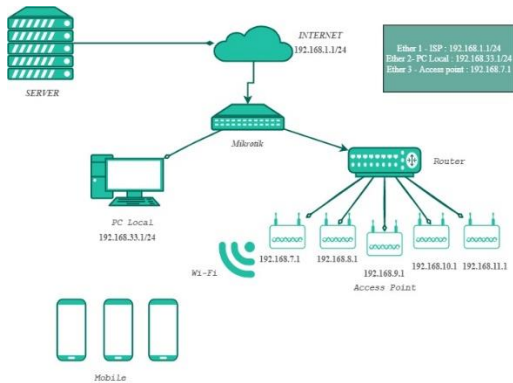 INTERNET
192.168.1.1/24
Ether 1 - ISP : 192.168.1.1/24
Ether 2- PC Local : 192.168.33.1/24
Ether 3 - Access point : 192.168.7.1
SERVER
Mikrotik
Router
PC Local
192.168.33.1/24
Wi-Fi
192.168.7.1
192.168.8.1
192.168.9.1
192.168.10.1
192.168.11.1
Access Point
Mobile